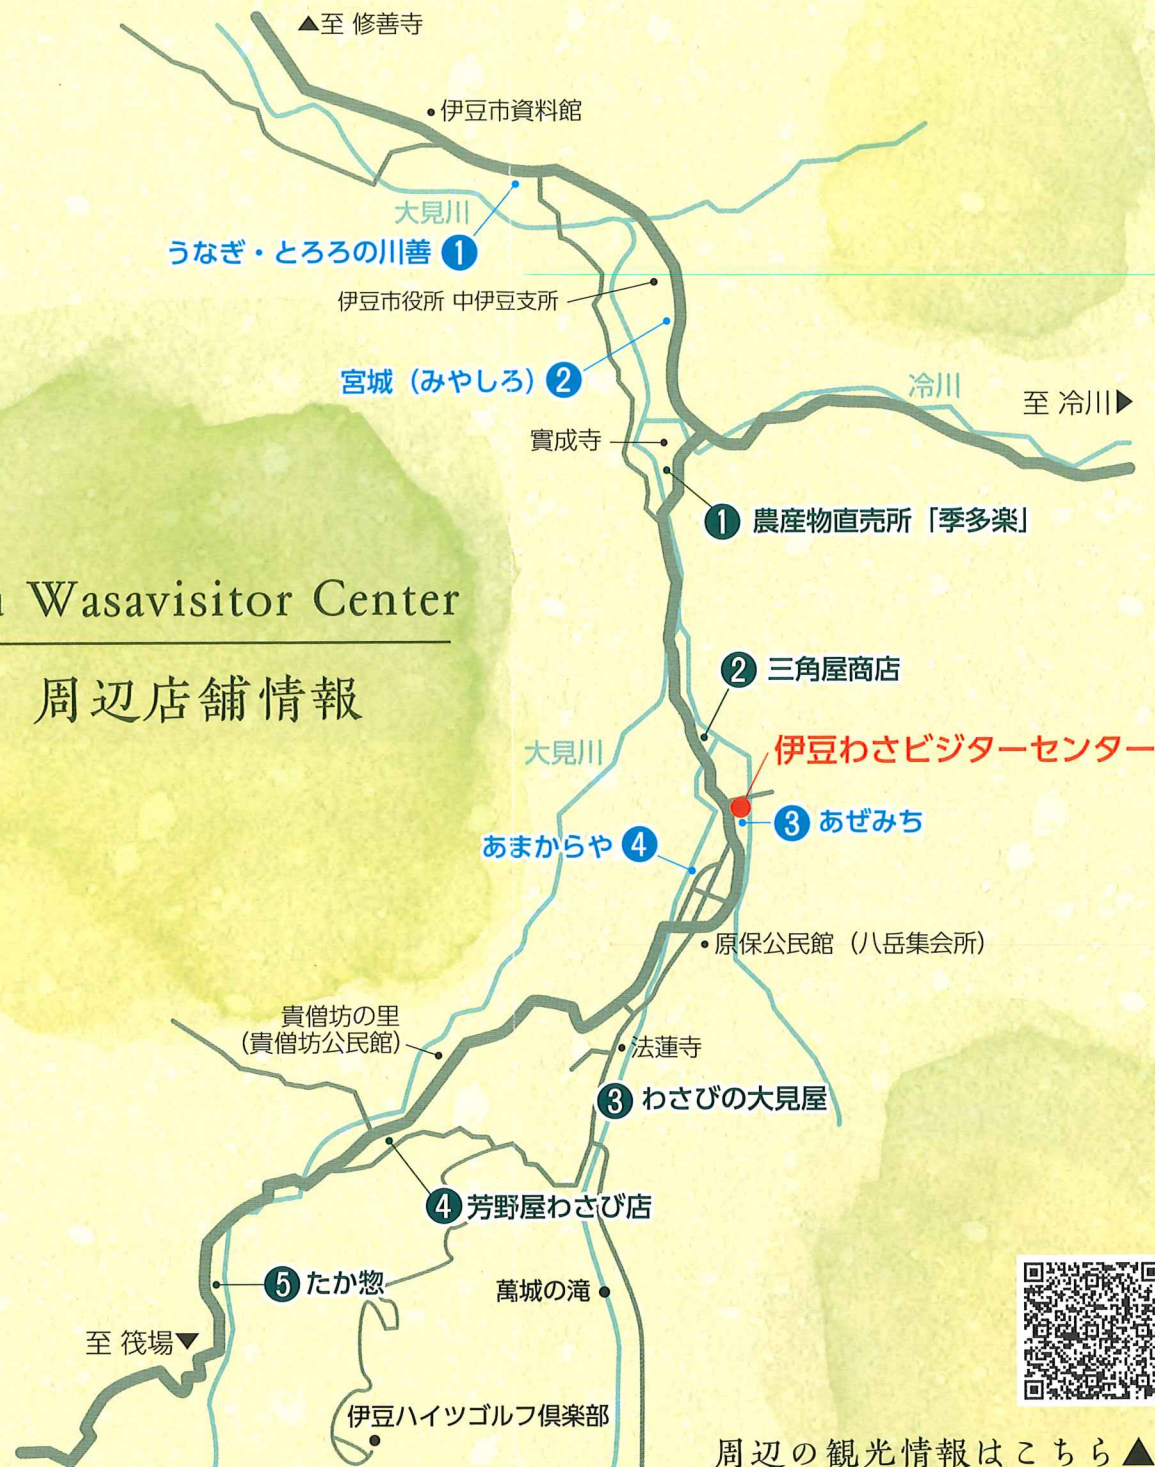 ▲至 修善寺
伊豆市資料館
大見川
うなぎ・とろろの川善 1
伊豆市役所 中伊豆支所
宮城（みやしろ）2
冷川
至 冷川▶
實成寺
1 農産物直売所「季多楽」
Wasavisitor Center
周辺店舗情報
2 三角屋商店
大見川
伊豆わさビジターセンター
3 あぜみち
あまからや 4
原保公民館（八岳集会所）
貴僧坊の里
（貴僧坊公民館）
法蓮寺
3 わさびの大見屋
4 芳野屋わさび店
5 たか惣
萬城の滝
至 筏場▼
伊豆ハイツゴルフ倶楽部
周辺の観光情報はこちら▲